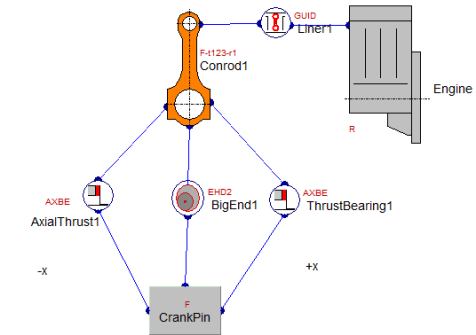 GUID
Liner1
F-t123-r1
Conrod1
Engine
R
AXBE
AxialThrust1
EHD2
BigEnd1
AXBE
ThrustBearing1
-x
+x
F
CrankPin